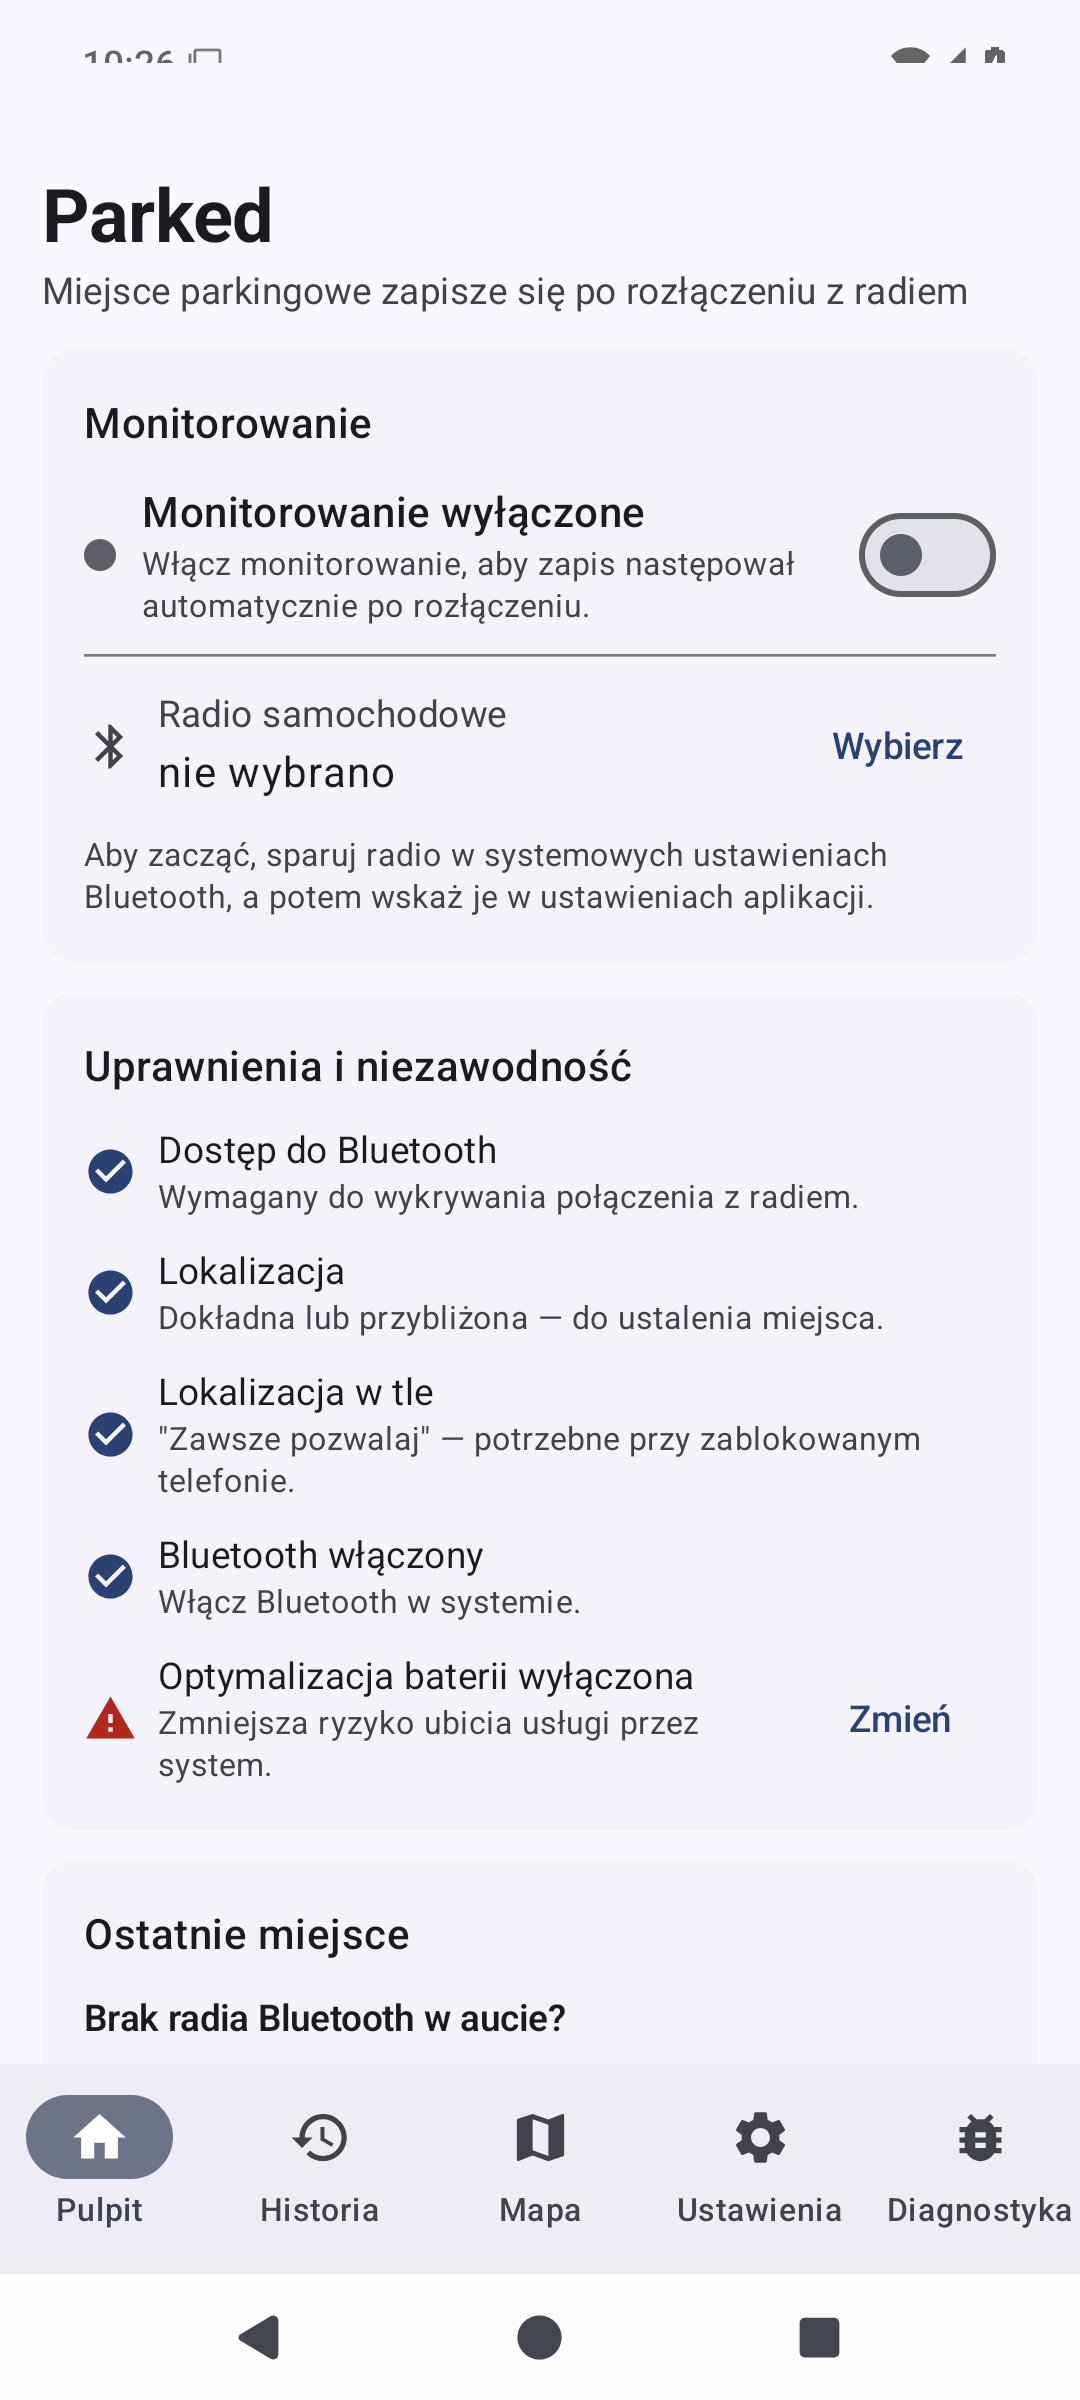 10:26
Parked
Miejsce parkingowe zapisze się po rozłączeniu z radiem
Monitorowanie
Monitorowanie wyłączone
Włącz monitorowanie, aby zapis następował
automatycznie po rozłączeniu.
Radio samochodowe
nie wybrano
Wybierz
Aby zacząć, sparuj radio w systemowych ustawieniach
Bluetooth, a potem wskaż je w ustawieniach aplikacji.
Uprawnienia i niezawodność
Dostęp do Bluetooth
Wymagany do wykrywania połączenia z radiem.
Lokalizacja
Dokładna lub przybliżona — do ustalenia miejsca.
Lokalizacja w tle
"Zawsze pozwalaj" — potrzebne przy zablokowanym
telefonie.
Bluetooth włączony
Włącz Bluetooth w systemie.
Optymalizacja baterii wyłączona
Zmniejsza ryzyko ubicia usługi przez
system.
Zmień
Ostatnie miejsce
Brak radia Bluetooth w aucie?
Pulpit
Historia
Mapa
Ustawienia
Diagnostyka